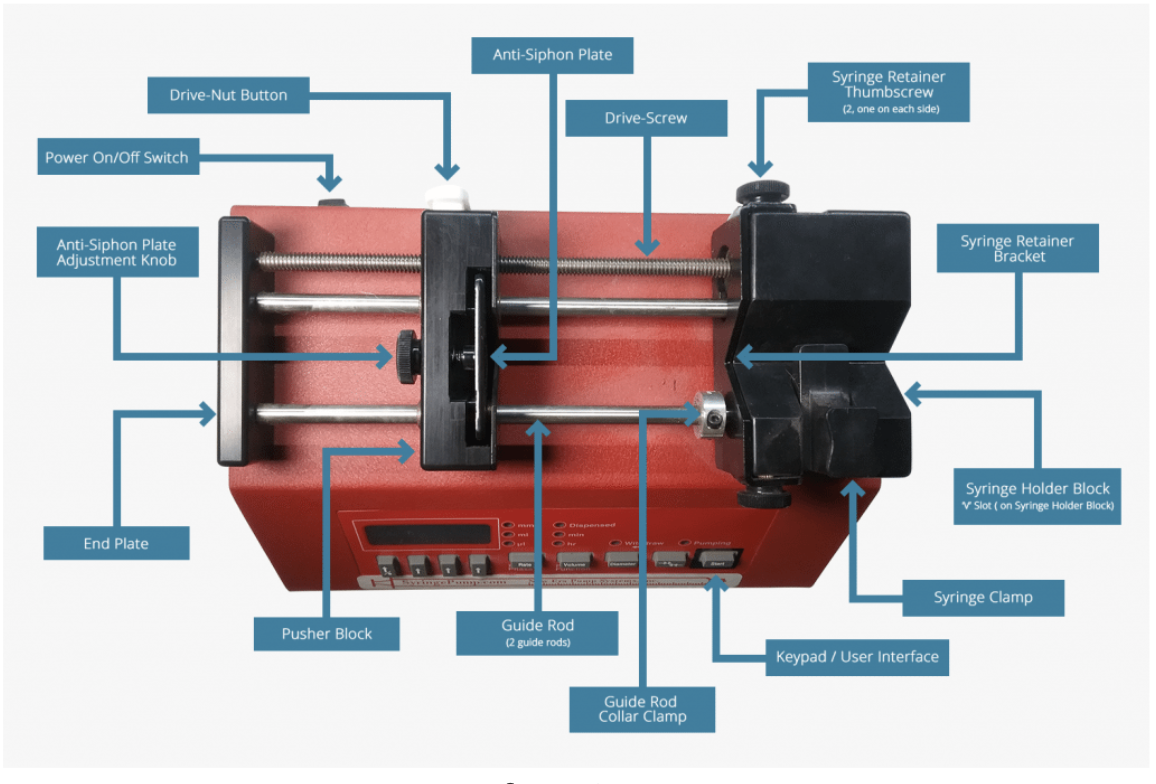 Anti-Siphon Plate
Drive-Nut Button
Syringe Retainer
Thumbscrew
(2, one on each side)
Drive-Screw
Power On/Off Switch
Anti-Siphon Plate
Adjustment Knob
Syringe Retainer
Bracket
Syringe Holder Block
'V' Slot ( on Syringe Holder Block)
End Plate
Syringe Clamp
Pusher Block
Guide Rod
(2 guide rods)
Keypad / User Interface
Guide Rod
Collar Clamp
mm Dispensed
ml min
µl hr Withdraw Pumping
Rate Volume Diameter Start
SyringePump.com